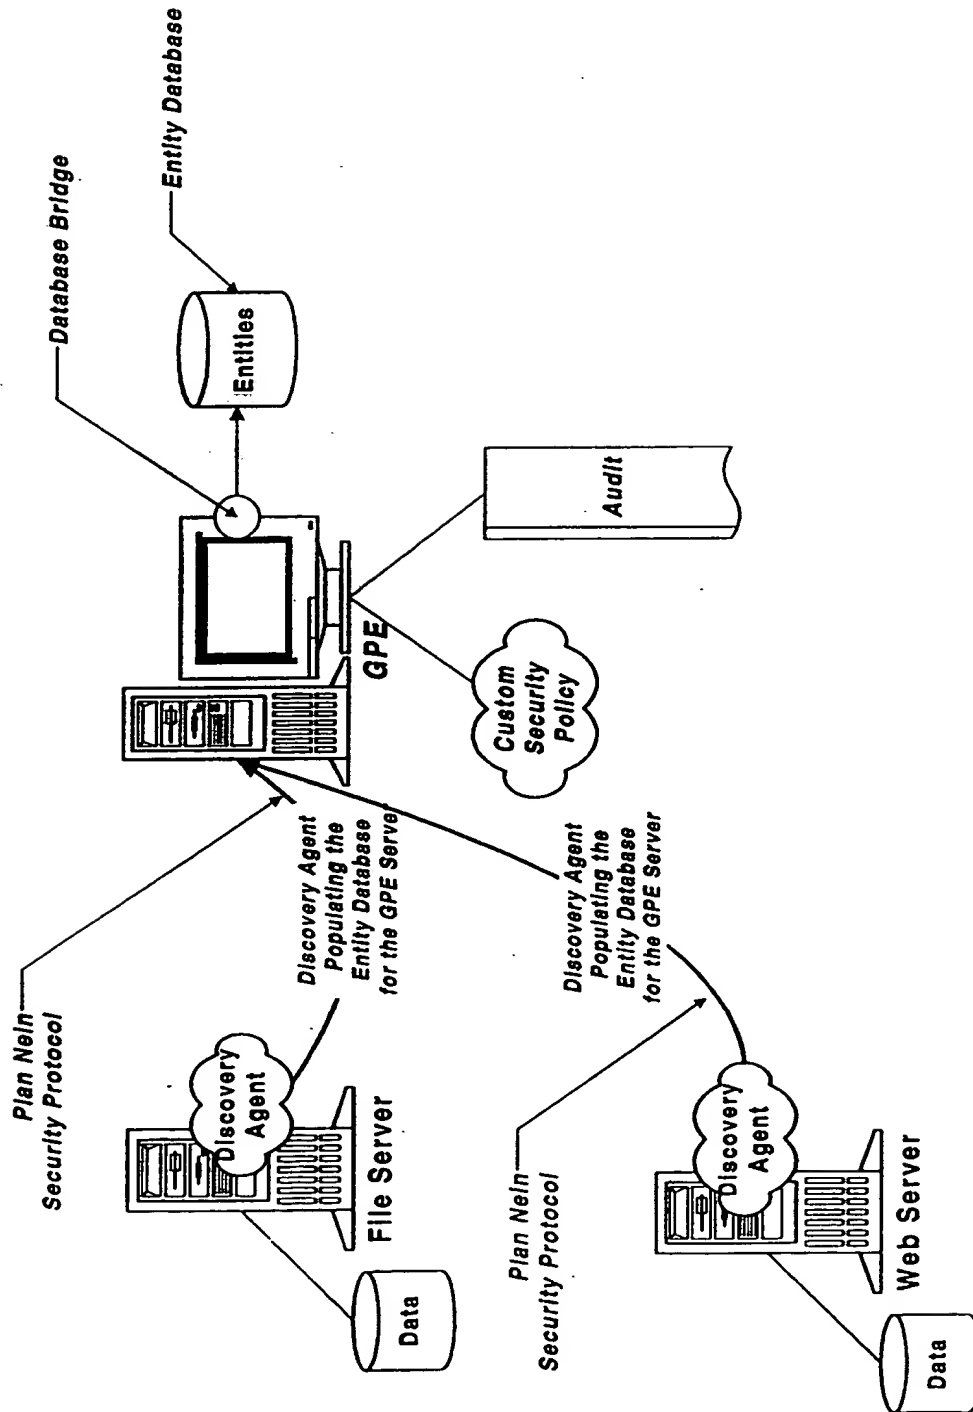 Plan NeIn
Security Protocol
Database Bridge
Entity Database
Entities
Discovery
Agent
File Server
Data
Discovery Agent
Populating the
Entity Database
for the GPE Server
GPE
Custom
Security
Policy
Audit
Plan NeIn
Security Protocol
Discovery Agent
Populating the
Entity Database
for the GPE Server
Discovery
Agent
Web Server
Data